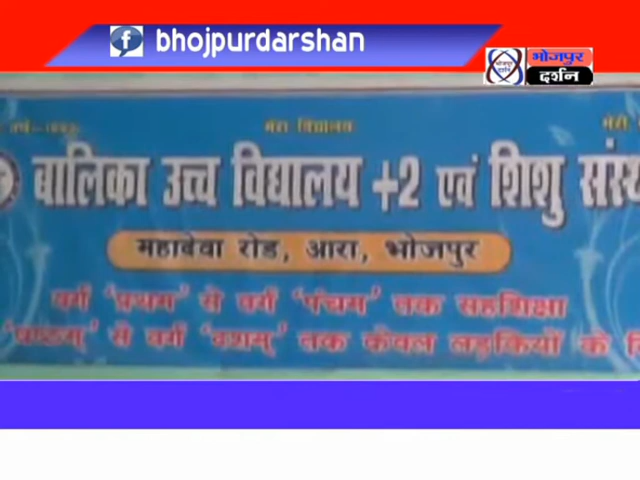 bhojpurdarshan
भोजपुर
दर्शन
मेरा विद्यालय
बालिका उच्च विद्यालय +2 एवं शिशु
महादेवा रोड, आरा, भोजपुर
वर्ग 'प्रथम' से वर्ग 'पंचम' तक सहशिक्षा
से वर्ग 'दशम्' तक केवल लड़कियों के